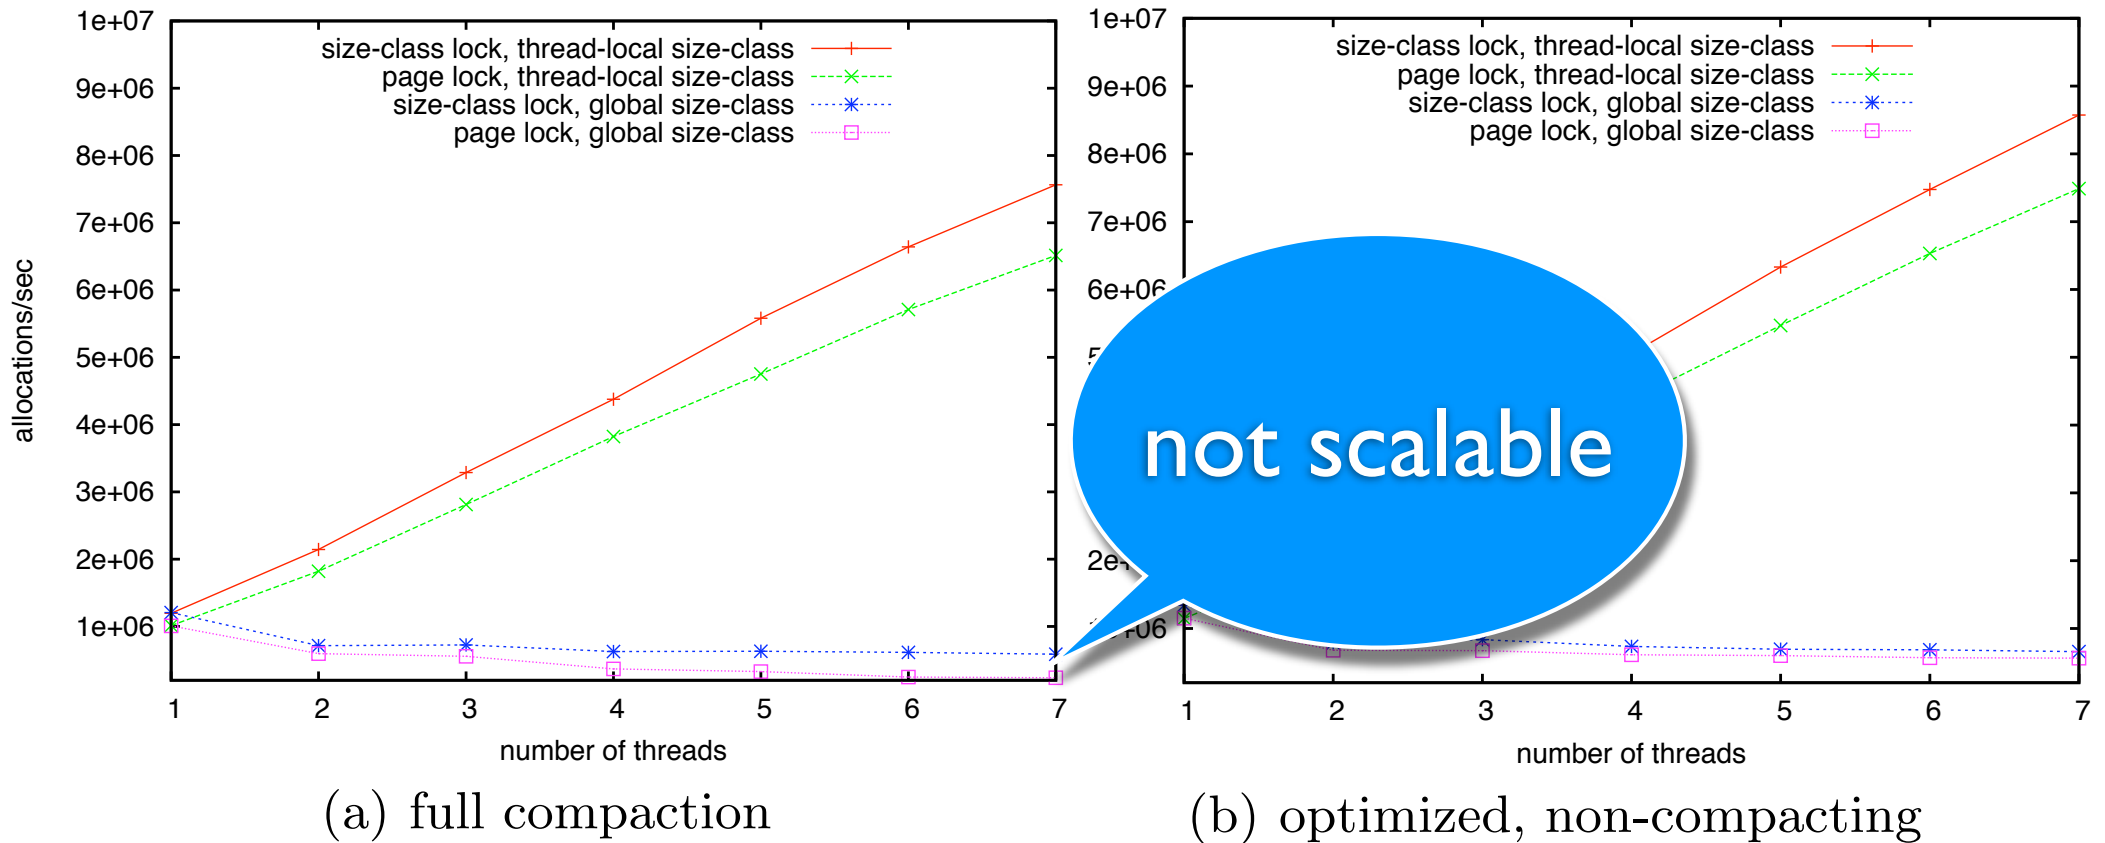 1e+07
9e+06
8e+06
7e+06
6e+06
5e+06
4e+06
3e+06
2e+06
1e+06
allocations/sec
size-class lock, thread-local size-class
page lock, thread-local size-class
size-class lock, global size-class
page lock, global size-class
1 2 3 4 5 6 7
number of threads
(a) full compaction
1e+07
9e+06
8e+06
7e+06
6e+06
size-class lock, thread-local size-class
page lock, thread-local size-class
size-class lock, global size-class
page lock, global size-class
not scalable
1 2 3 4 5 6 7
number of threads
(b) optimized, non-compacting